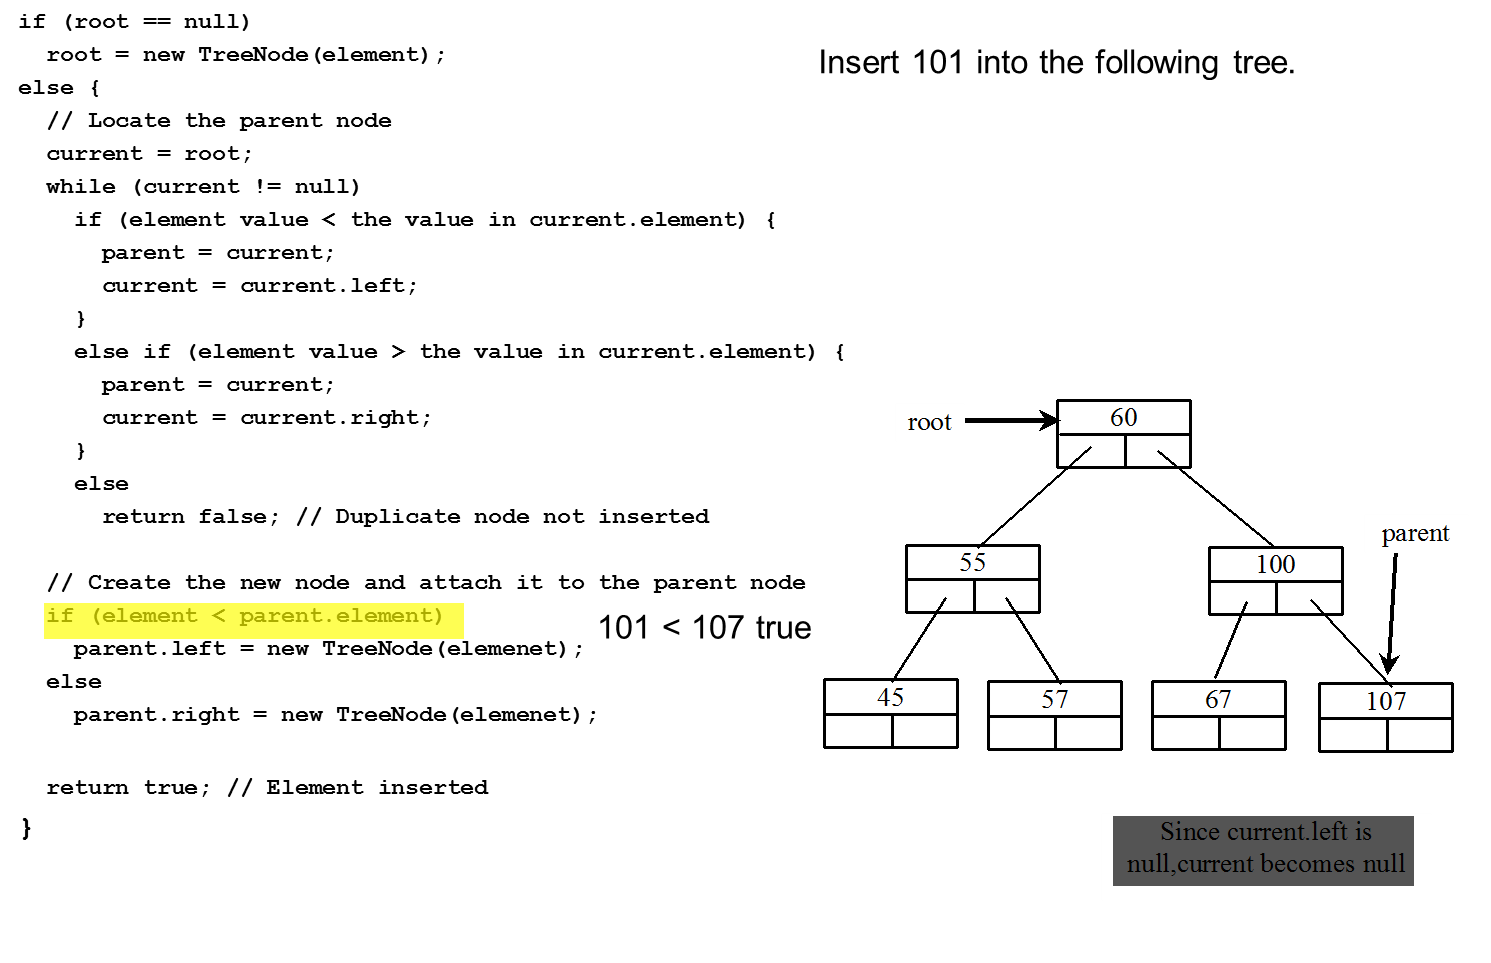 if (root == null)
root = new TreeNode(element);
else {
// Locate the parent node
current = root;
while (current != null)
if (element value < the value in current.element) {
parent = current;
current = current.left;
}
else if (element value > the value in current.element) {
parent = current;
current = current.right;
}
else
return false; // Duplicate node not inserted
// Create the new node and attach it to the parent node
if (element < parent.element)
parent.left = new TreeNode(elemenet);
else
parent.right = new TreeNode(elemenet);
return true; // Element inserted
}
Insert 101 into the following tree.
101 < 107 true
root
60
parent
55
100
45
57
67
107
Since current.left is
null,current becomes null